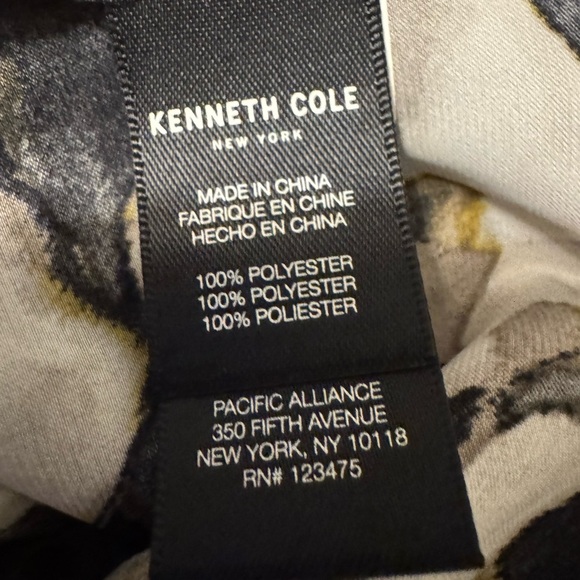 KENNETH COLE
NEW YORK
MADE IN CHINA
FABRIQUE EN CHINE
HECHO EN CHINA
100% POLYESTER
100% POLYESTER
100% POLIESTER
PACIFIC ALLIANCE
350 FIFTH AVENUE
NEW YORK, NY 10118
RN# 123475